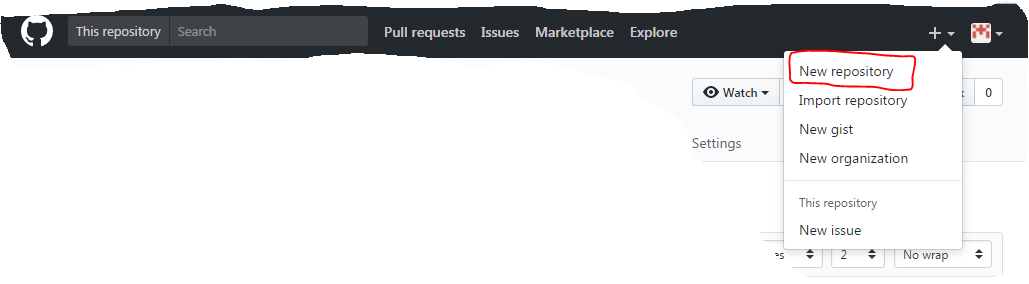 This repository Search Pull requests Issues Marketplace Explore
New repository
Watch 0
Import repository
New gist
Settings
New organization
This repository
New issue
2 No wrap